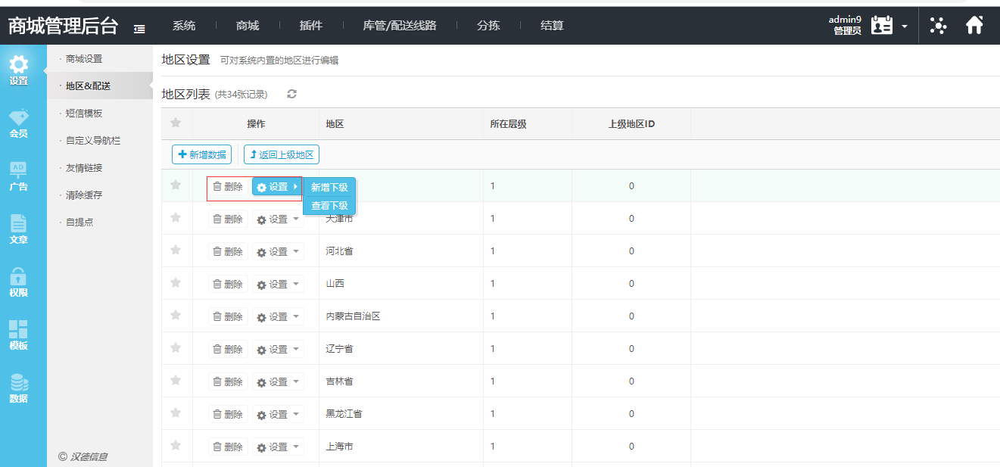 商城管理后台 系统 商城 插件 库管/配送线路 分拣 结算 admin9
管理员
设置
会员
AD
广告
文章
权限
模板
数据
· 商城设置
· 地区&配送
· 短信模板
· 自定义导航栏
· 友情链接
· 清除缓存
· 自提点
© 汉德信息
地区设置 可对系统内置的地区进行编辑
地区列表 (共34张记录)
操作 地区 所在层级 上级地区ID
新增数据 返回上级地区
删除 设置 新增下级 1 0
查看下级
删除 设置 天津市 1 0
删除 设置 河北省 1 0
删除 设置 山西 1 0
删除 设置 内蒙古自治区 1 0
删除 设置 辽宁省 1 0
删除 设置 吉林省 1 0
删除 设置 黑龙江省 1 0
删除 设置 上海市 1 0